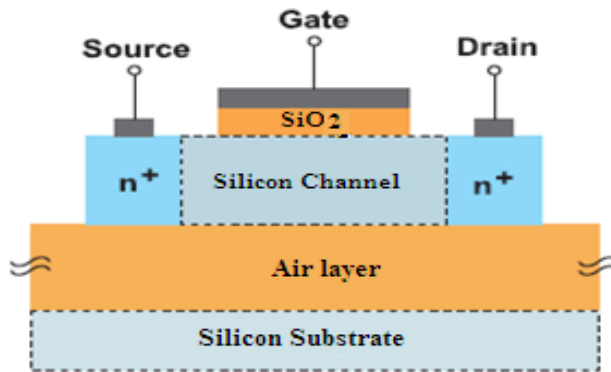 Gate
Source
Drain
SiO2
n+
Silicon Channel
n+
Air layer
Silicon Substrate